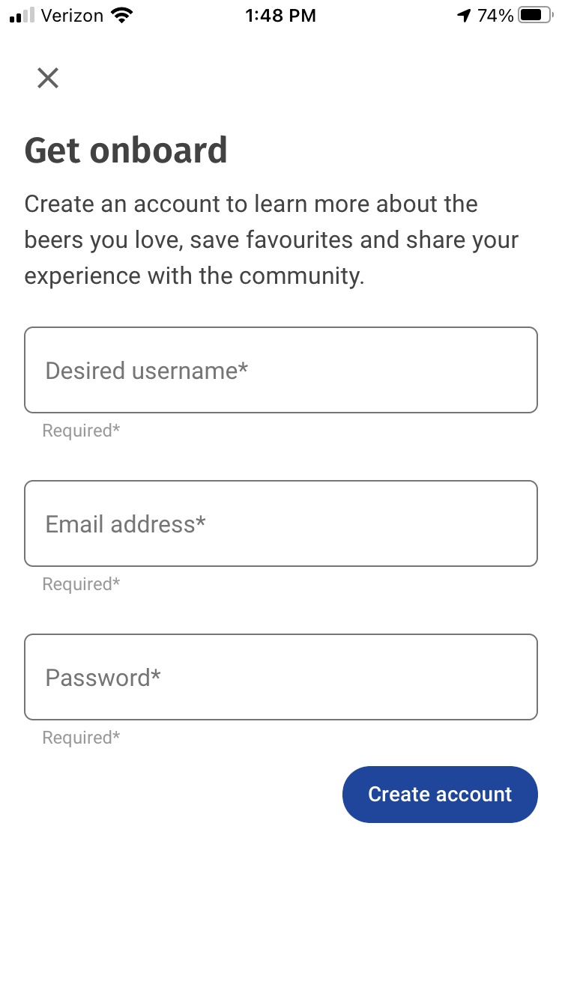 Verizon 1:48 PM 74%
Get onboard
Create an account to learn more about the
beers you love, save favourites and share your
experience with the community.
Desired username*
Required*
Email address*
Required*
Password*
Required*
Create account